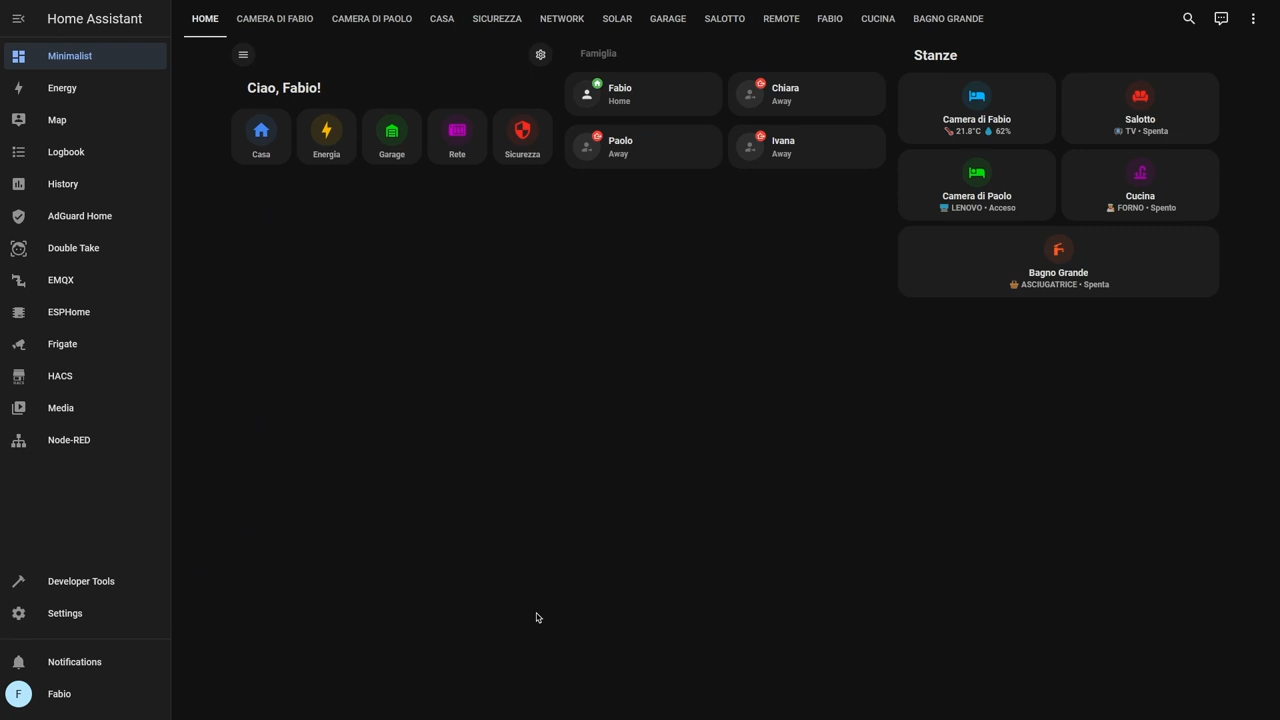 Home Assistant
HOME CAMERA DI FABIO CAMERA DI PAOLO CASA SICUREZZA NETWORK SOLAR GARAGE SALOTTO REMOTE FABIO CUCINA BAGNO GRANDE
Minimalist
Energy
Map
Logbook
History
AdGuard Home
Double Take
EMQX
ESPHome
Frigate
HACS
Media
Node-RED
Developer Tools
Settings
Notifications
F Fabio
Ciao, Fabio!
Casa Energia Garage Rete Sicurezza
Famiglia
Fabio
Home
Chiara
Away
Paolo
Away
Ivana
Away
Stanze
Camera di Fabio
21.8°C 62%
Salotto
TV • Spenta
Camera di Paolo
LENOVO • Acceso
Cucina
FORNO • Spento
Bagno Grande
ASCIUGATRICE • Spenta